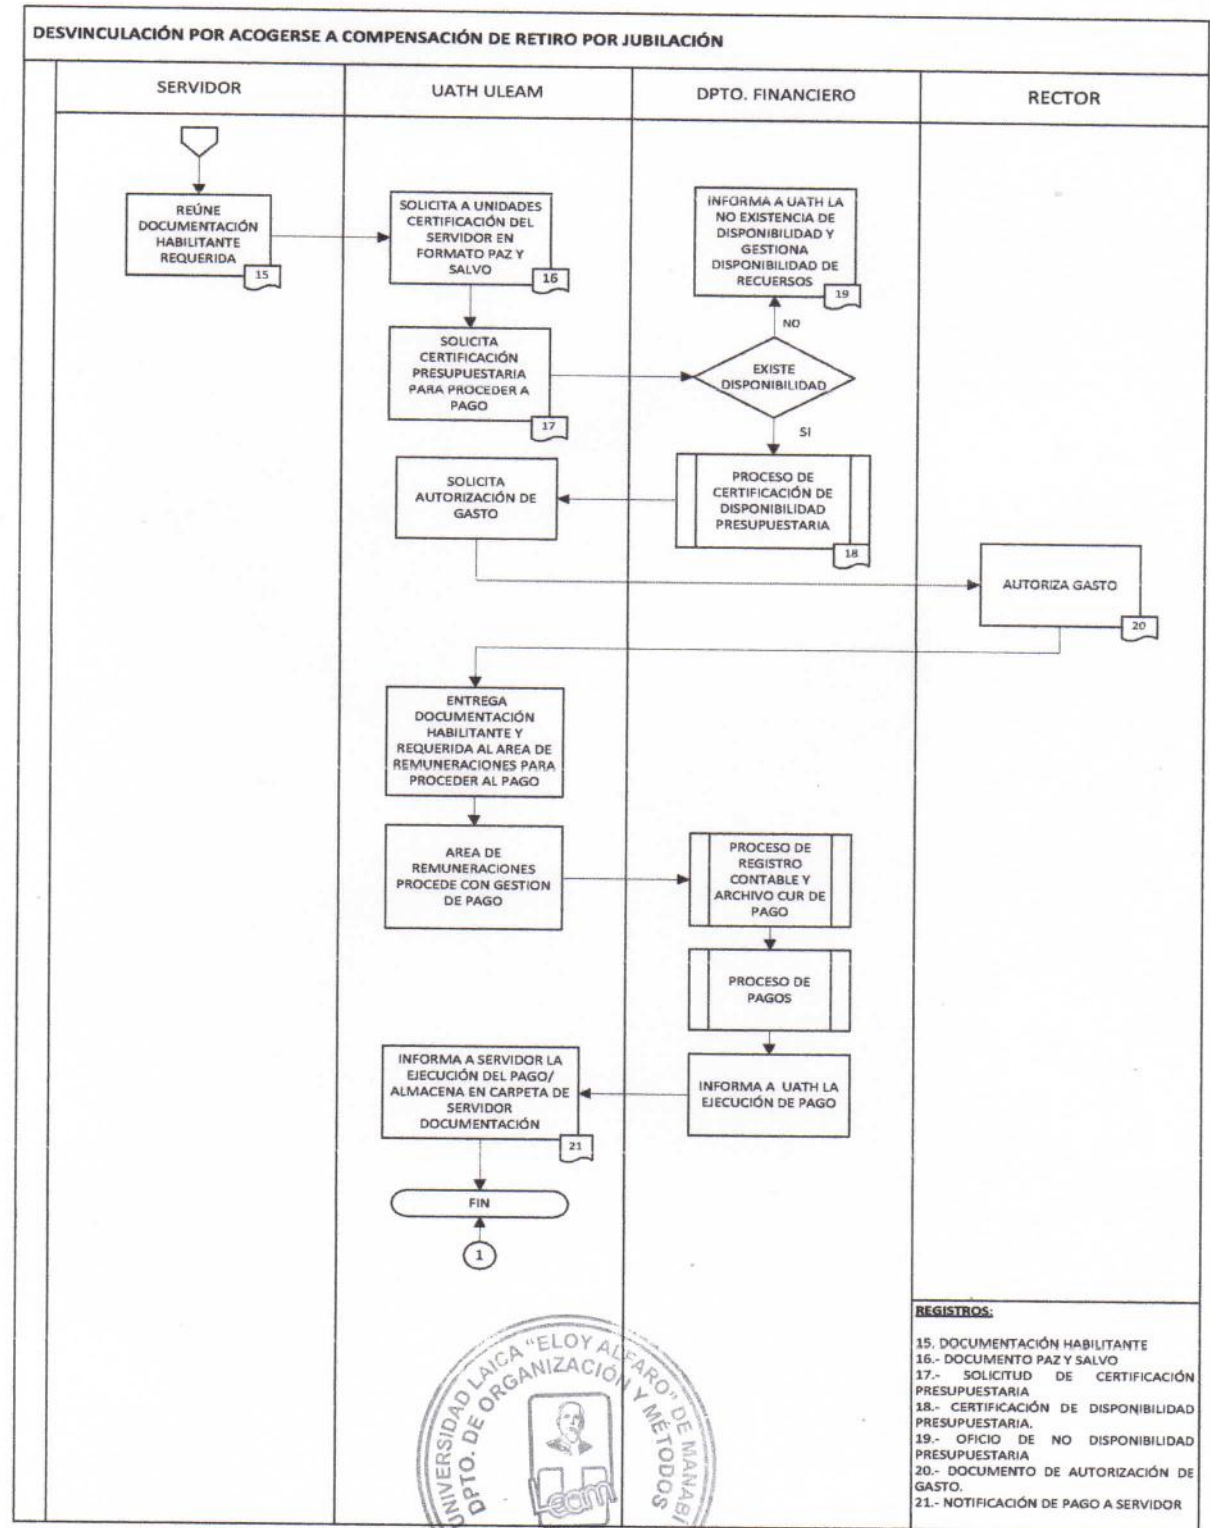 DESVINCULACIÓN POR ACOGERSE A COMPENSACIÓN DE RETIRO POR JUBILACIÓN
SERVIDOR
UATH ULEAM
DPTO. FINANCIERO
RECTOR
REÚNE
DOCUMENTACIÓN
HABILITANTE
REQUERIDA
15
SOLICITA A UNIDADES
CERTIFICACIÓN DEL
SERVIDOR EN
FORMATO PAZ Y
SALVO
16
INFORMA A UATH LA
NO EXISTENCIA DE
DISPONIBILIDAD Y
GESTIONA
DISPONIBILIDAD DE
RECUERSOS
19
NO
SOLICITA
CERTIFICACIÓN
PRESUPUESTARIA
PARA PROCEDER A
PAGO
17
EXISTE
DISPONIBILIDAD
SI
PROCESO DE
CERTIFICACIÓN DE
DISPONIBILIDAD
PRESUPUESTARIA
18
SOLICITA
AUTORIZACIÓN DE
GASTO
AUTORIZA GASTO
20
ENTREGA
DOCUMENTACIÓN
HABILITANTE Y
REQUERIDA AL AREA DE
REMUNERACIONES PARA
PROCEDER AL PAGO
AREA DE
REMUNERACIONES
PROCEDE CON GESTION
DE PAGO
PROCESO DE
REGISTRO
CONTABLE Y
ARCHIVO CUR DE
PAGO
PROCESO DE
PAGOS
INFORMA A UATH LA
EJECUCIÓN DE PAGO
INFORMA A SERVIDOR LA
EJECUCIÓN DEL PAGO/
ALMACENA EN CARPETA DE
SERVIDOR
DOCUMENTACIÓN
21
FIN
1
REGISTROS:
15. DOCUMENTACIÓN HABILITANTE
16.- DOCUMENTO PAZ Y SALVO
17.- SOLICITUD DE CERTIFICACIÓN
PRESUPUESTARIA
18.- CERTIFICACIÓN DE DISPONIBILIDAD
PRESUPUESTARIA.
19.- OFICIO DE NO DISPONIBILIDAD
PRESUPUESTARIA
20.- DOCUMENTO DE AUTORIZACIÓN DE
GASTO.
21.- NOTIFICACIÓN DE PAGO A SERVIDOR
UNIVERSIDAD LAICA "ELOY ALFARO" DE MANABÍ
DPTO. DE ORGANIZACIÓN Y MÉTODOS
Uleam